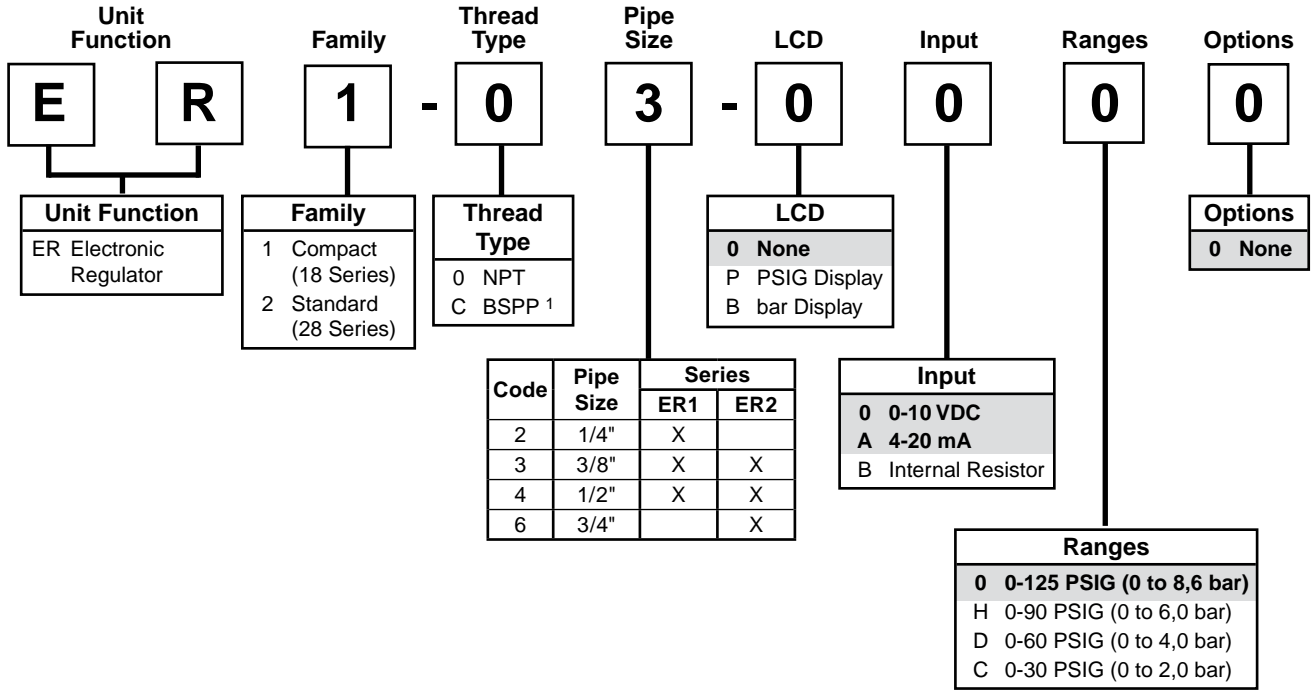 Unit
Function
Family
Thread
Type
Pipe
Size
LCD
Input
Ranges
Options
E R 1 - 0 3 - 0 0 0 0
Unit Function
ER Electronic
Regulator
Family
1 Compact
(18 Series)
2 Standard
(28 Series)
Thread
Type
0 NPT
C BSPP 1
LCD
0 None
P PSIG Display
B bar Display
Options
0 None
Code Pipe Size Series
ER1 ER2
2 1/4" X
3 3/8" X X
4 1/2" X X
6 3/4" X
Input
0 0-10 VDC
A 4-20 mA
B Internal Resistor
Ranges
0 0-125 PSIG (0 to 8,6 bar)
H 0-90 PSIG (0 to 6,0 bar)
D 0-60 PSIG (0 to 4,0 bar)
C 0-30 PSIG (0 to 2,0 bar)